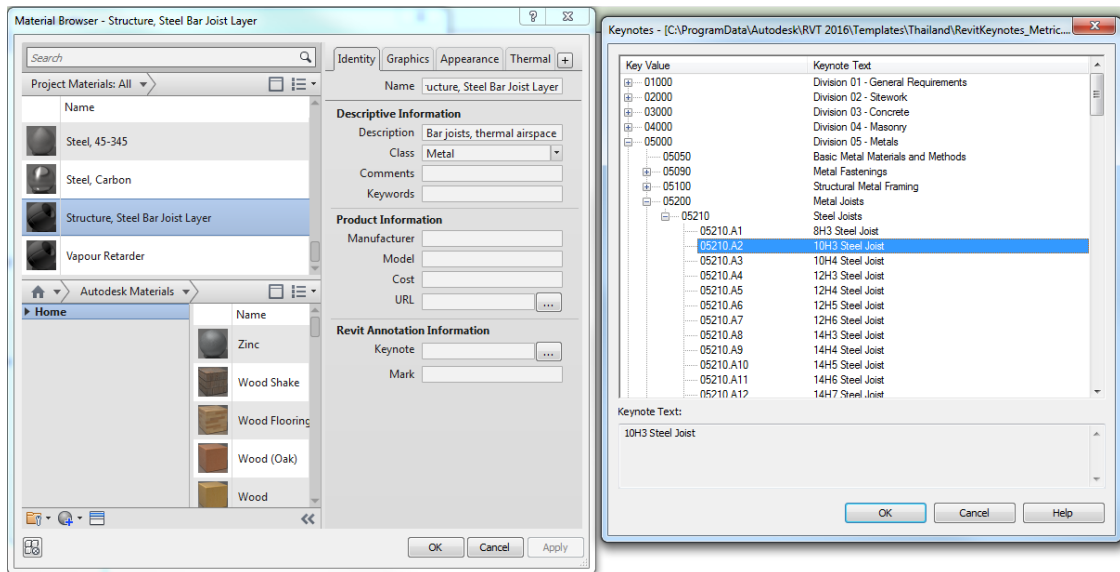 Material Browser - Structure, Steel Bar Joist Layer
Search
Project Materials: All
Name
Steel, 45-345
Steel, Carbon
Structure, Steel Bar Joist Layer
Vapour Retarder
Autodesk Materials
Home
Name
Zinc
Wood Shake
Wood Flooring
Wood (Oak)
Wood
Identity Graphics Appearance Thermal +
Name ucture, Steel Bar Joist Layer
Descriptive Information
Description Bar joists, thermal airspace
Class Metal
Comments
Keywords
Product Information
Manufacturer
Model
Cost
URL ...
Revit Annotation Information
Keynote ...
Mark
OK Cancel Apply
Keynotes - [C:\ProgramData\Autodesk\RVT 2016\Templates\Thailand\RevitKeynotes_Metric....
Key Value Keynote Text
01000 Division 01 - General Requirements
02000 Division 02 - Sitework
03000 Division 03 - Concrete
04000 Division 04 - Masonry
05000 Division 05 - Metals
05050 Basic Metal Materials and Methods
05090 Metal Fastenings
05100 Structural Metal Framing
05200 Metal Joists
05210 Steel Joists
05210.A1 8H3 Steel Joist
05210.A2 10H3 Steel Joist
05210.A3 10H4 Steel Joist
05210.A4 12H3 Steel Joist
05210.A5 12H4 Steel Joist
05210.A6 12H5 Steel Joist
05210.A7 12H6 Steel Joist
05210.A8 14H3 Steel Joist
05210.A9 14H4 Steel Joist
05210.A10 14H5 Steel Joist
05210.A11 14H6 Steel Joist
05210.A12 14H7 Steel Joist
Keynote Text:
10H3 Steel Joist
OK Cancel Help